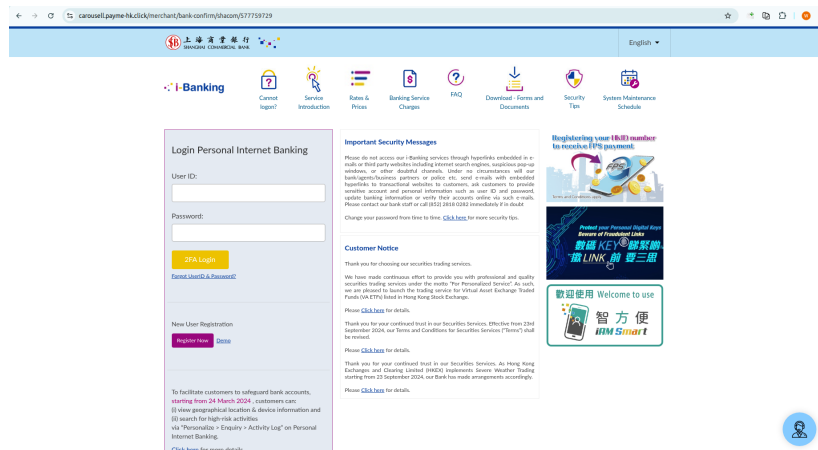 carousell.payme-hk.click/merchant/bank-confirm/shacom/577759729
上海商業銀行
SHANGHAI COMMERCIAL BANK
English
i-Banking
Cannot logon?
Service Introduction
Rates & Prices
Banking Service Charges
FAQ
Download - Forms and Documents
Security Tips
System Maintenance Schedule
Login Personal Internet Banking
User ID:
Password:
2FA Login
Forgot UserID & Password?
New User Registration
Register Now Demo
To facilitate customers to safeguard bank accounts,
starting from 24 March 2024 , customers can:
(i) view geographical location & device information and
(ii) search for high-risk activities
via "Personalize > Enquiry > Activity Log" on Personal
Internet Banking.
Click here for more details
Important Security Messages
Please do not access our i-Banking services through hyperlinks embedded in e-
mails or third party websites including internet search engines, suspicious pop-up
windows, or other doubtful channels. Under no circumstances will our
bank/agents/business partners or police etc. send e-mails with embedded
hyperlinks to transactional websites to customers, ask customers to provide
sensitive account and personal information such as user ID and password,
update banking information or verify their accounts online via such e-mails.
Please contact our bank staff or call (852) 2818 0282 immediately if in doubt
Change your password from time to time. Click here for more security tips.
Customer Notice
Thank you for choosing our securities trading services.
We have made continuous effort to provide you with professional and quality
securities trading services under the motto "For Personalized Service". As such,
we are pleased to launch the trading service for Virtual Asset Exchange Traded
Funds (VA ETFs) listed in Hong Kong Stock Exchange.
Please Click here for details.
Thank you for your continued trust in our Securities Services. Effective from 23rd
September 2024, our Terms and Conditions for Securities Services ("Terms") shall
be revised.
Please Click here for details.
Thank you for your continued trust in our Securities Services. As Hong Kong
Exchanges and Clearing Limited (HKEX) implements Severe Weather Trading
starting from 23 September 2024, our Bank has made arrangements accordingly.
Please Click here for details.
Registering your HKID number
to receive FPS payment
FPS
Terms and conditions apply
Protect your Personal Digital Keys
Beware of Fraudulent Links
數碼 KEY 睇緊啲
撳 LINK 前 要三思
歡迎使用 Welcome to use
智方便
iAM Smart